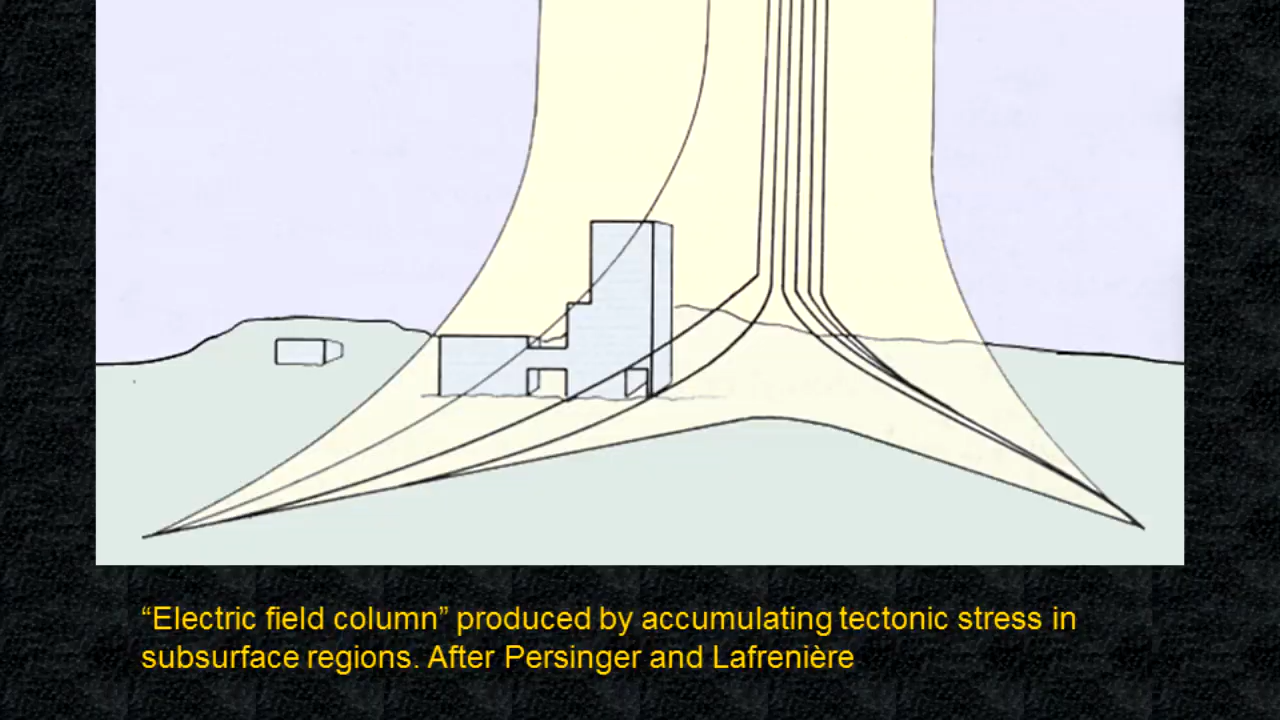 “Electric field column” produced by accumulating tectonic stress in
subsurface regions. After Persinger and Lafrenière